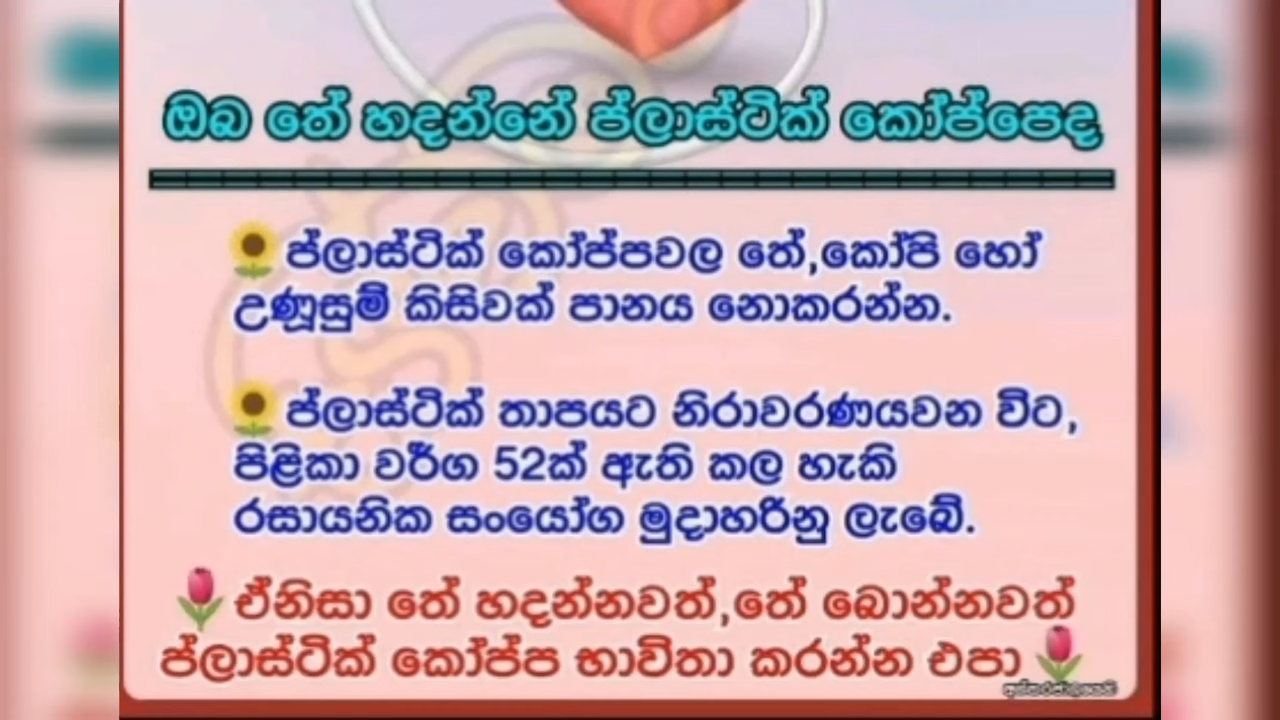 ඔබ තේ හදන්නේ ප්ලාස්ටික් කෝප්පෙද
ප්ලාස්ටික් කෝප්පවල තේ,කෝපි හෝ
උණූසුම් කිසිවක් පානය නොකරන්න.
ප්ලාස්ටික් තාපයට නිරාවරණයවන විට,
පිළිකා වර්ග 52ක් ඇති කල හැකි
රසායනික සංයෝග මුදාහරිනු ලැබේ.
ඒනිසා තේ හදන්නවත්,තේ බොන්නවත්
ප්ලාස්ටික් කෝප්ප භාවිතා කරන්න එපා